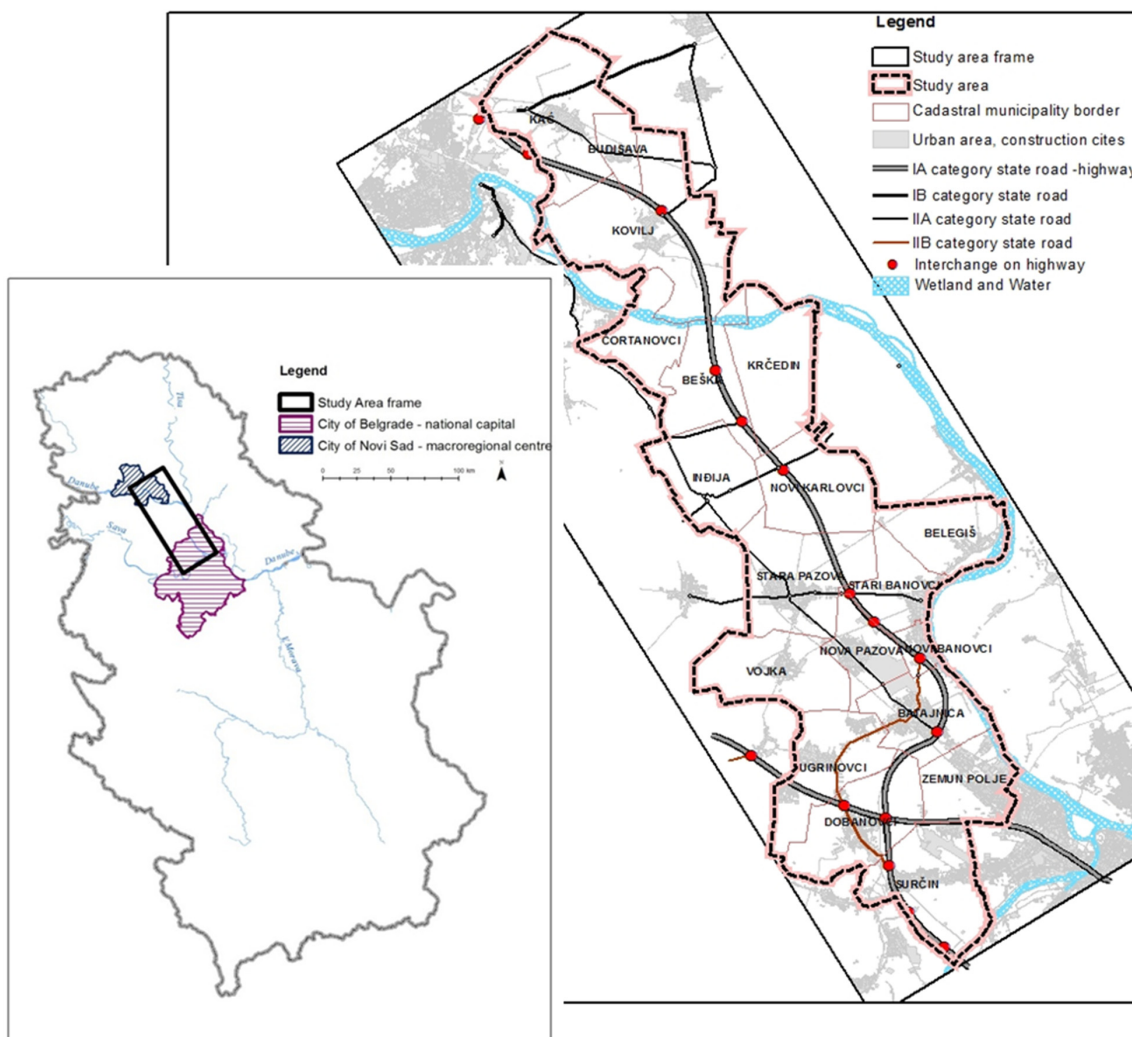 Legend
Study area frame
Study area
Cadastral municipality border
Urban area, construction cites
IA category state road -highway
IB category state road
IIA category state road
IIB category state road
Interchange on highway
Wetland and Water
KAĆ
BUDISAVA
KOVILJ
ČORTANOVCI
KRČEDIN
BEŠKA
INĐIJA
NOVI KARLOVCI
BELEGIŠ
STARA PAZOVA
STARI BANOVCI
NOVA PAZOVA
NOVI BANOVCI
VOJKA
BATAJNICA
UGRINOVCI
ZEMUN POLJE
DOBANOVCI
SURČIN
Legend
Study Area frame
City of Belgrade - national capital
City of Novi Sad - macroregional centre
0 20 40 60 80 100 km
N
Tisa
Danube
Sava
Danube
V.Morava